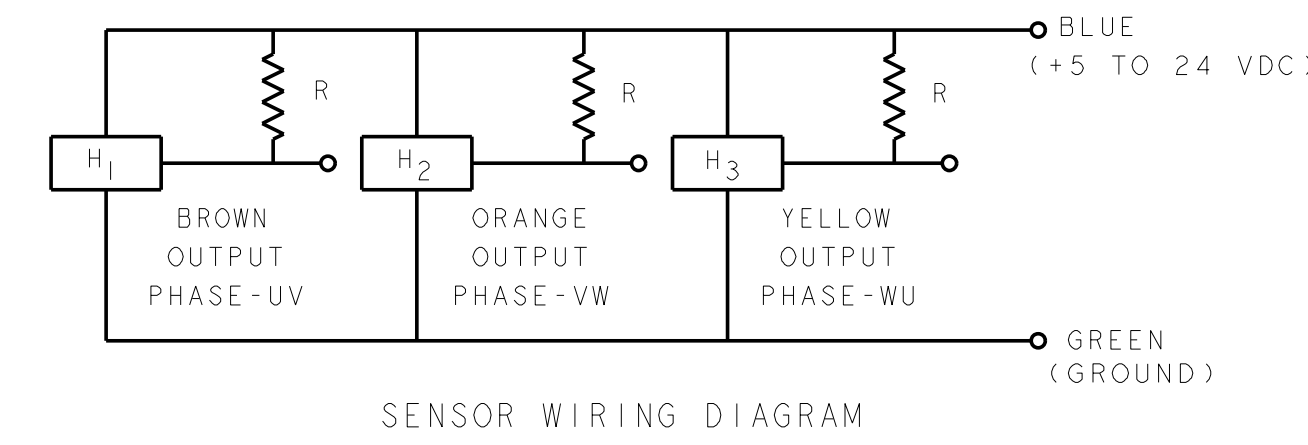 BLUE
(+5 TO 24 VDC)
R
R
R
H1
H2
H3
BROWN
OUTPUT
PHASE-UV
ORANGE
OUTPUT
PHASE-VW
YELLOW
OUTPUT
PHASE-WU
GREEN
(GROUND)
SENSOR WIRING DIAGRAM